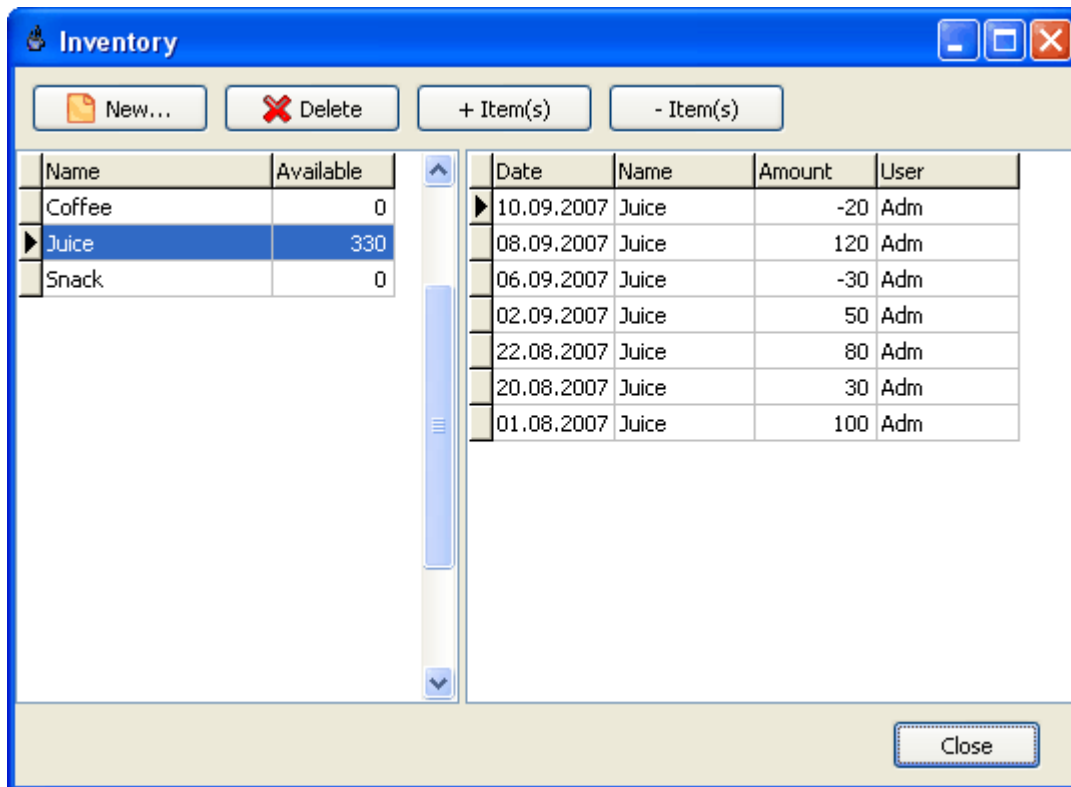 Inventory
New... Delete + Item(s) - Item(s)
Name Available
Coffee 0
Juice 330
Snack 0
Date Name Amount User
10.09.2007 Juice -20 Adm
08.09.2007 Juice 120 Adm
06.09.2007 Juice -30 Adm
02.09.2007 Juice 50 Adm
22.08.2007 Juice 80 Adm
20.08.2007 Juice 30 Adm
01.08.2007 Juice 100 Adm
Close